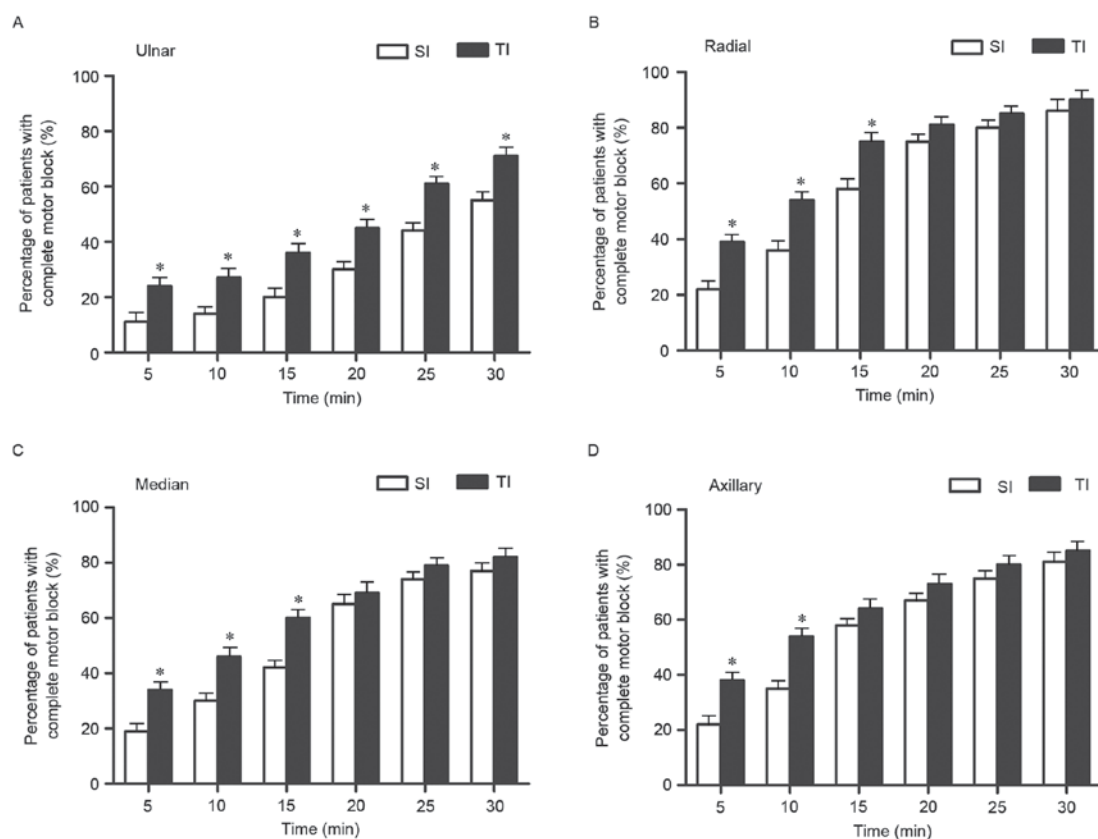 A
Ulnar
SI
TI
Percentage of patients with
complete motor block (%)
100
80
60
40
20
0
* * * * * *
5 10 15 20 25 30
Time (min)
B
Radial
SI
TI
Percentage of patients with
complete motor block (%)
100
80
60
40
20
0
* * *
5 10 15 20 25 30
Time (min)
C
Median
SI
TI
Percentage of patients with
complete motor block (%)
100
80
60
40
20
0
* * *
5 10 15 20 25 30
Time (min)
D
Axillary
SI
TI
Percentage of patients with
complete motor block (%)
100
80
60
40
20
0
* *
5 10 15 20 25 30
Time (min)